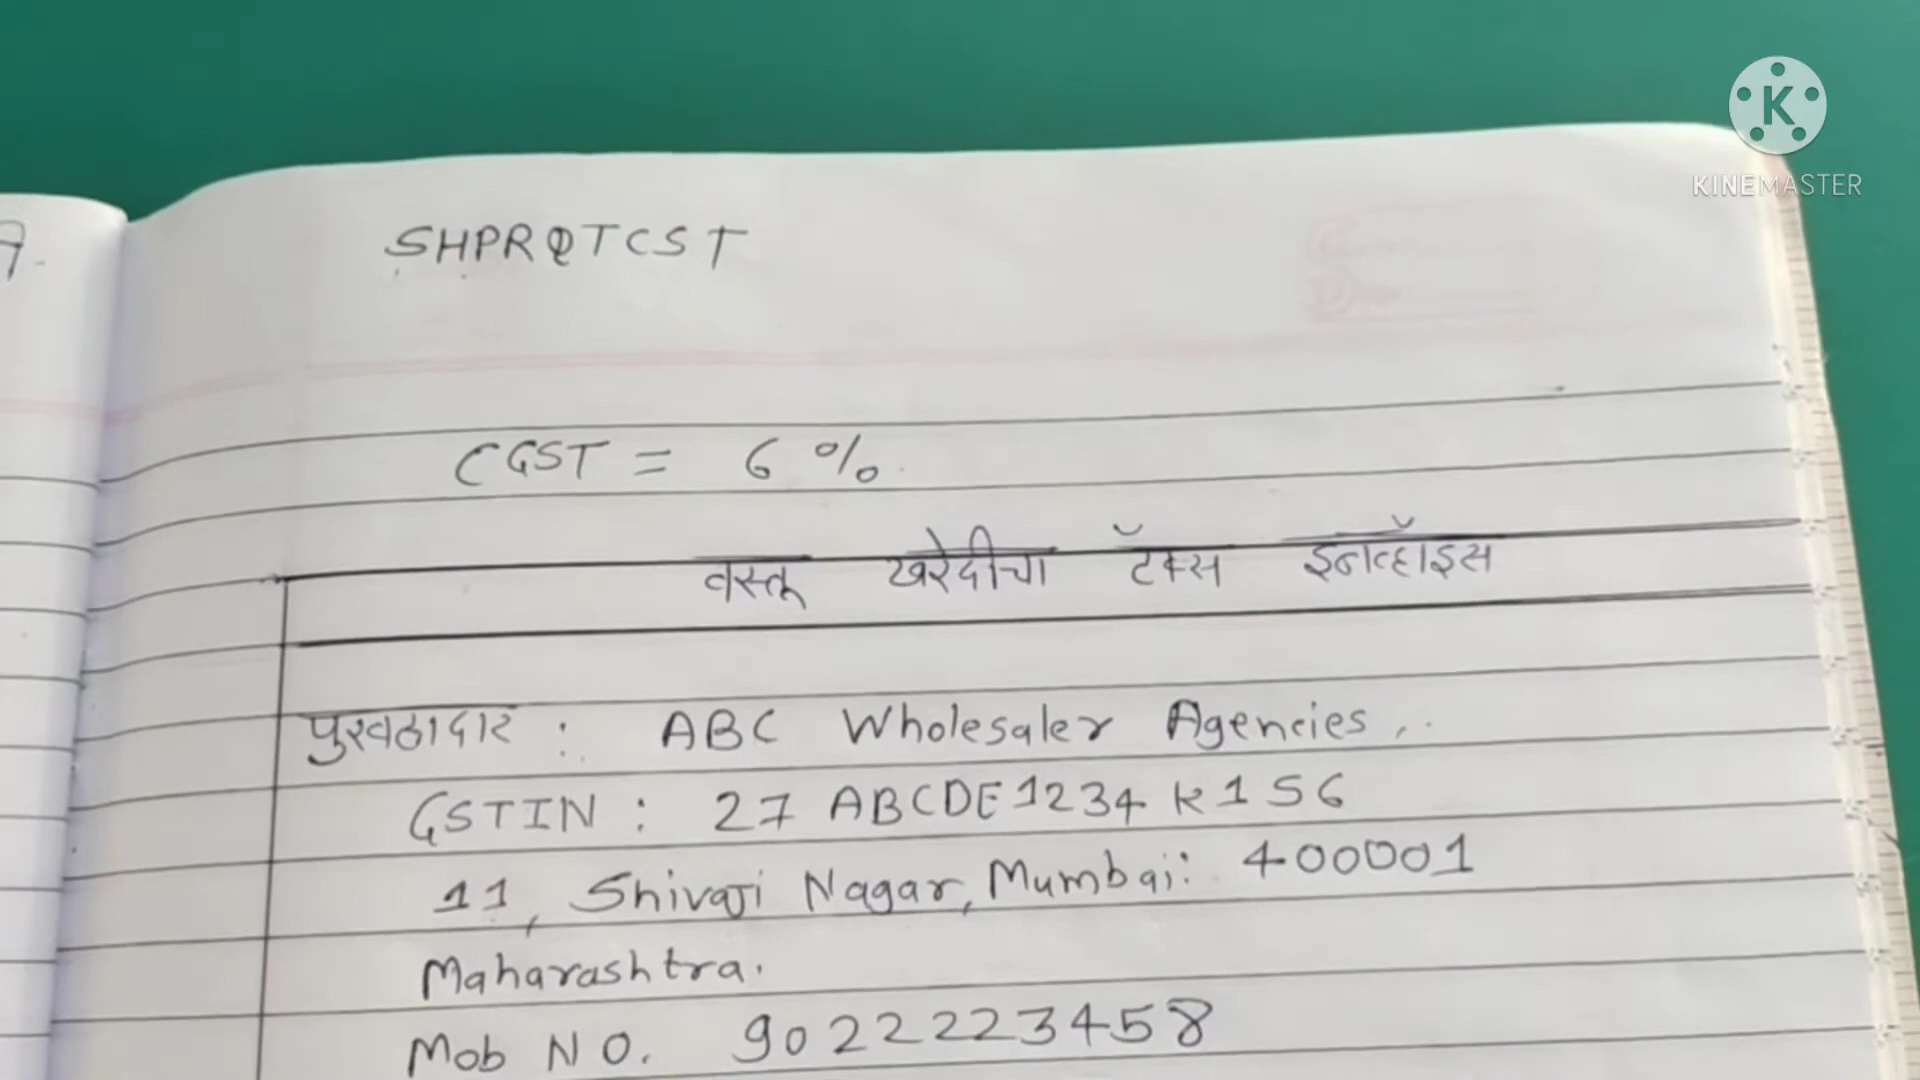 SHPRQTCST
CGST = 6 %
वस्तू खरेदीचा टॅक्स इनव्हॉइस
पुरवठादार : ABC Wholesaler Agencies.
GSTIN : 27 ABCDE1234 K1S6
11, Shivaji Nagar, Mumbai: 400001
Maharashtra.
Mob NO. 9022223458
KINEMASTER